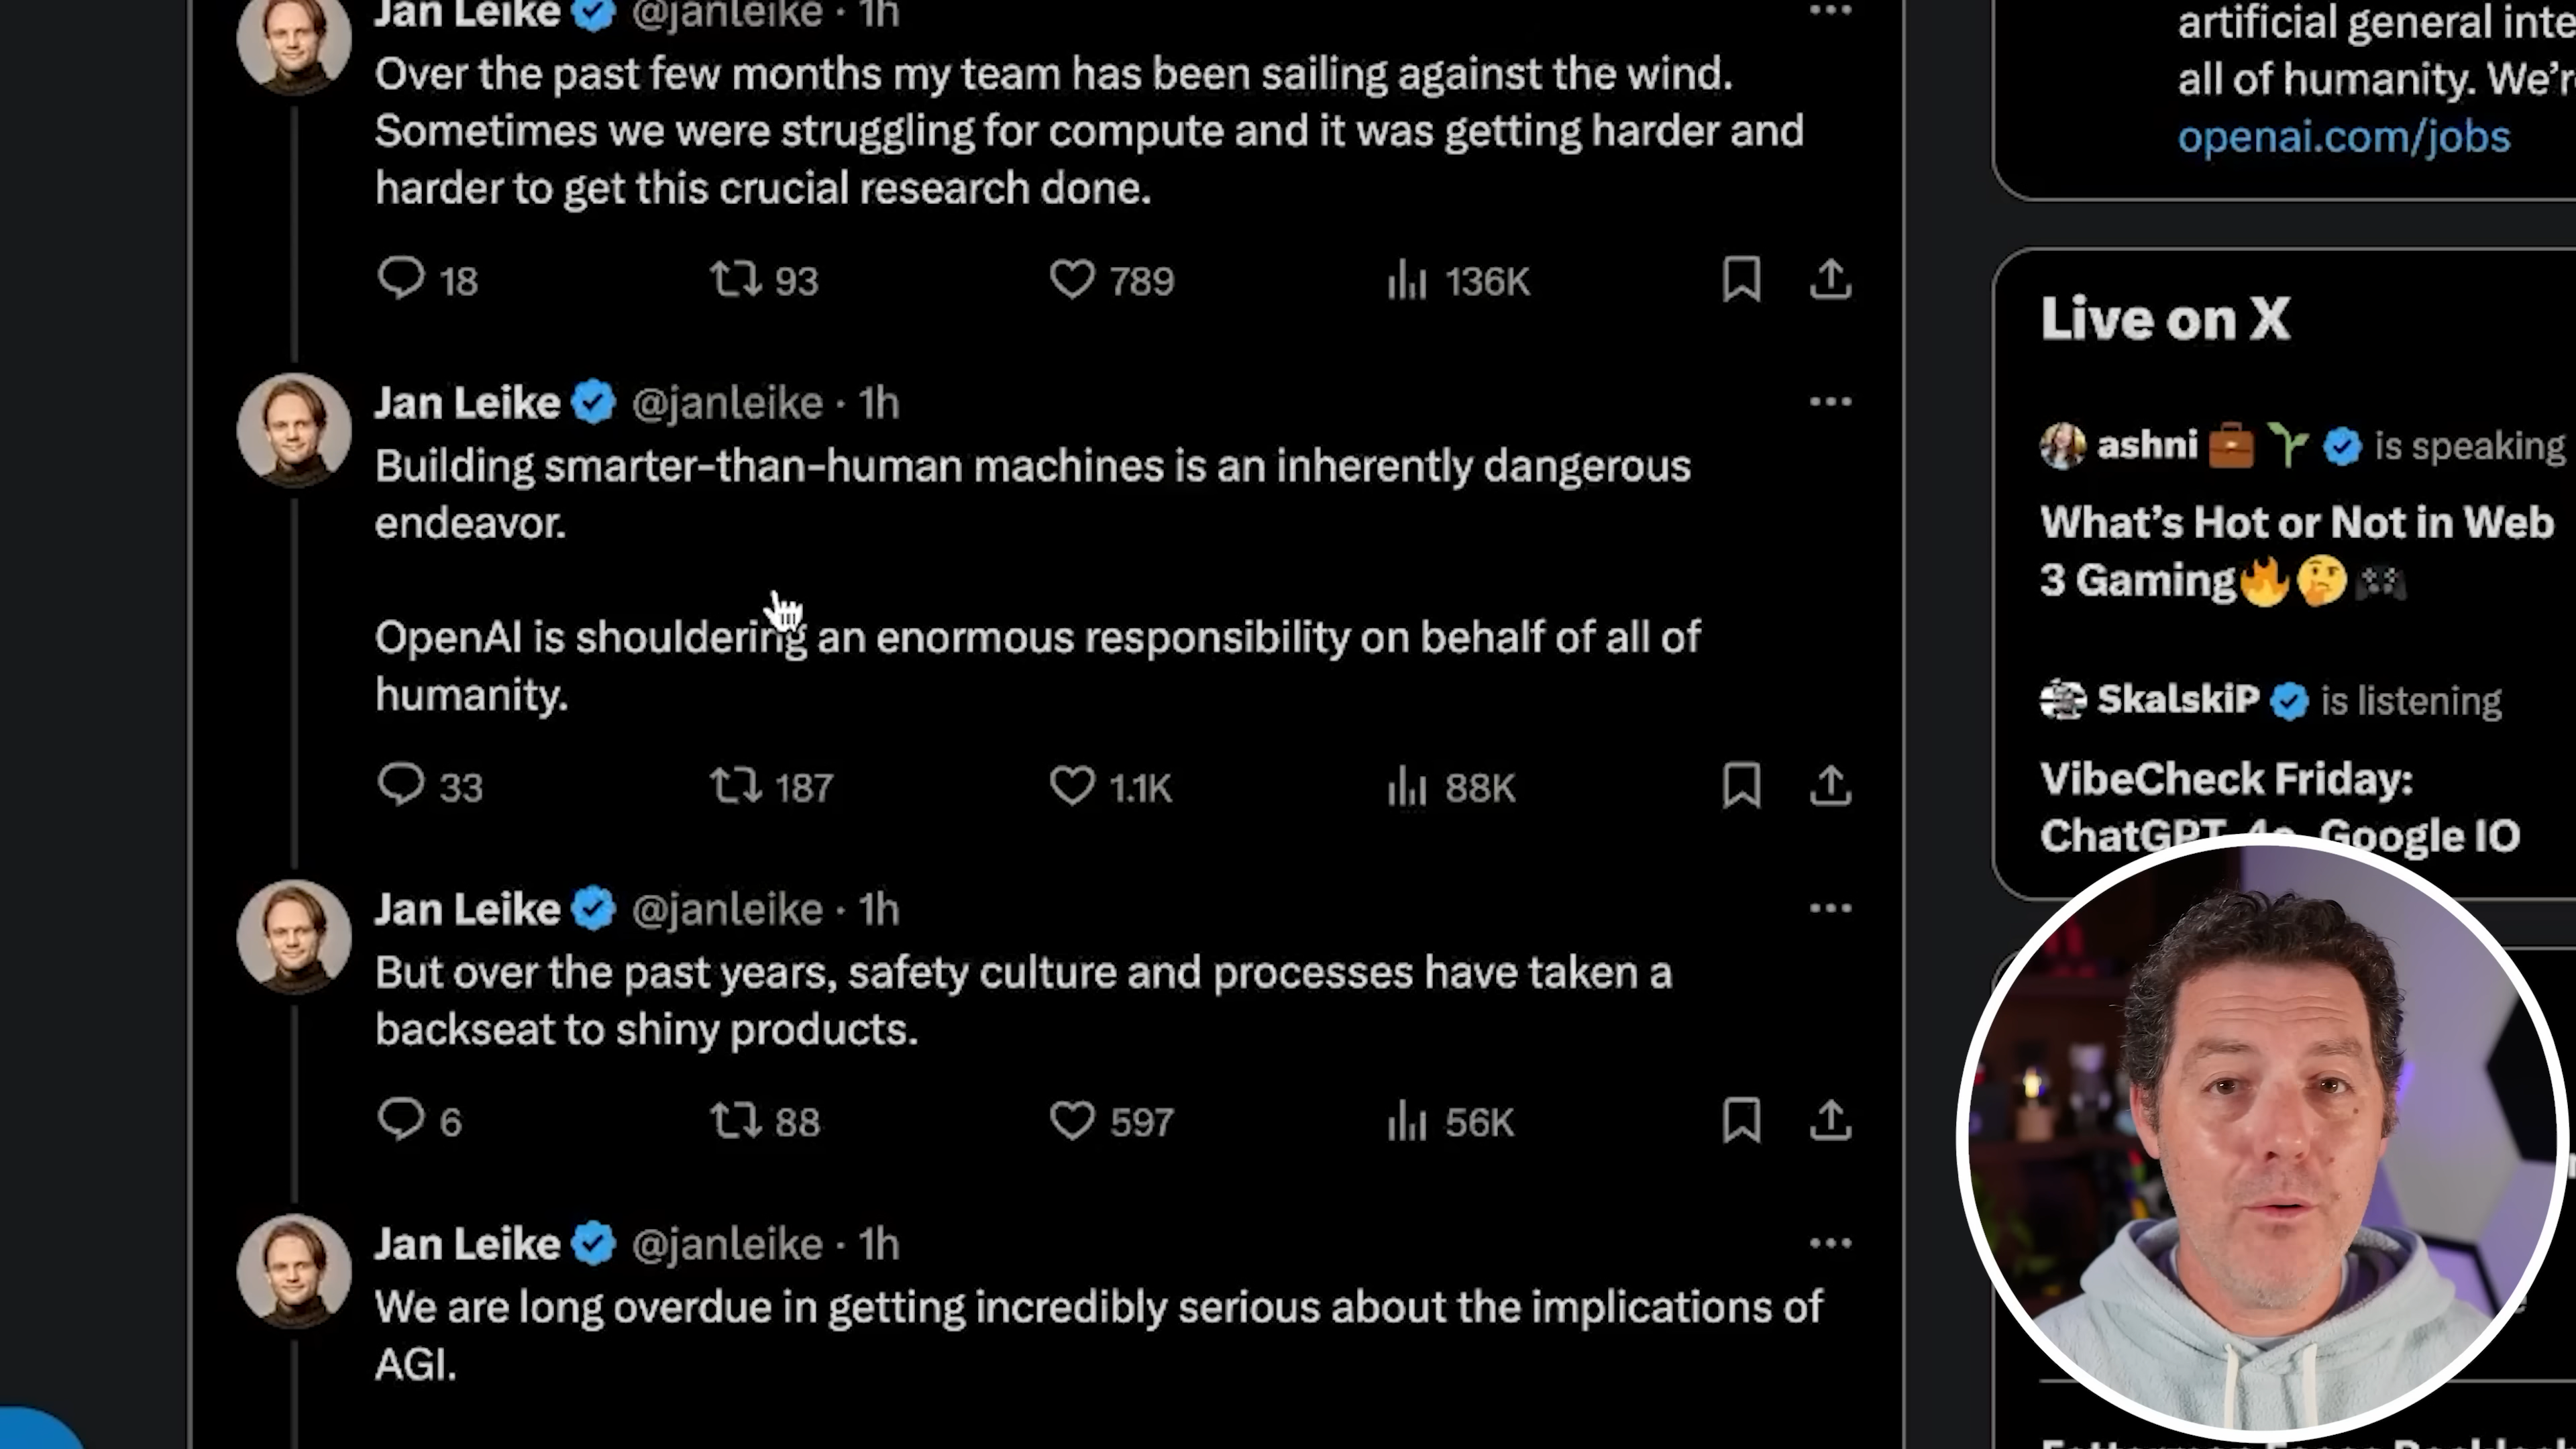 Jan Leike @janleike · 1h
Over the past few months my team has been sailing against the wind.
Sometimes we were struggling for compute and it was getting harder and
harder to get this crucial research done.
18 93 789 136K
Jan Leike @janleike · 1h
Building smarter-than-human machines is an inherently dangerous
endeavor.
OpenAI is shouldering an enormous responsibility on behalf of all of
humanity.
33 187 1.1K 88K
Jan Leike @janleike · 1h
But over the past years, safety culture and processes have taken a
backseat to shiny products.
6 88 597 56K
Jan Leike @janleike · 1h
We are long overdue in getting incredibly serious about the implications of
AGI.
artificial general inte
all of humanity. We’r
openai.com/jobs
Live on X
ashni is speaking
What’s Hot or Not in Web
3 Gaming🔥🤔🎮
SkalskiP is listening
VibeCheck Friday:
ChatGPT Google IO